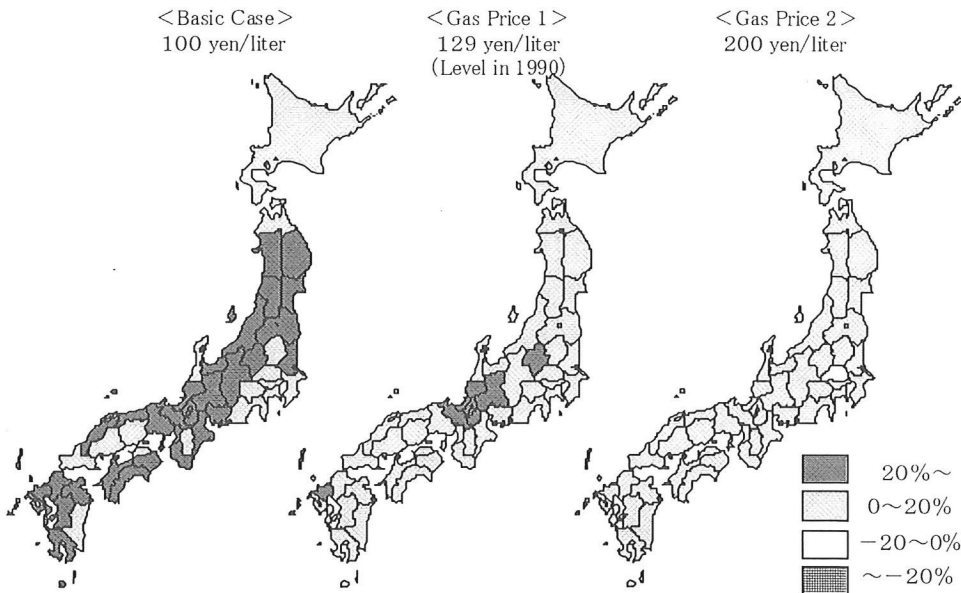 <Basic Case>
100 yen/liter
<Gas Price 1>
129 yen/liter
(Level in 1990)
<Gas Price 2>
200 yen/liter
20%～
0～20%
−20～0%
～−20%